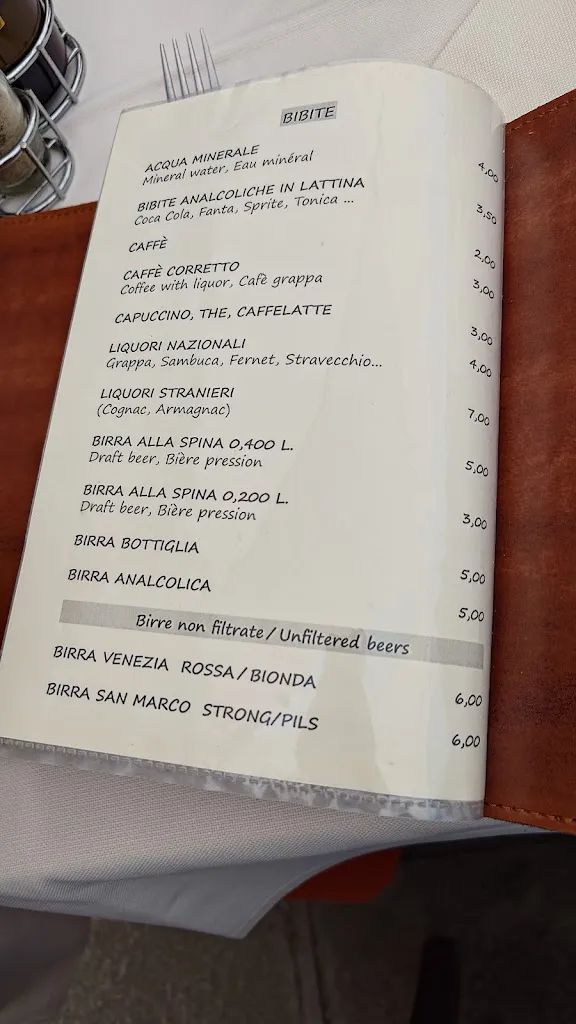 BIBITE
ACQUA MINERALE 4,00
Mineral water, Eau minéral
BIBITE ANALCOLICHE IN LATTINA 3,50
Coca Cola, Fanta, Sprite, Tonica ...
CAFFÈ 2,00
CAFFÈ CORRETTO 3,00
Coffee with liquor, Cafè grappa
CAPUCCINO, THE, CAFFELATTE 3,00
LIQUORI NAZIONALI 4,00
Grappa, Sambuca, Fernet, Stravecchio...
LIQUORI STRANIERI 7,00
(Cognac, Armagnac)
BIRRA ALLA SPINA 0,400 L. 5,00
Draft beer, Bière pression
BIRRA ALLA SPINA 0,200 L. 3,00
Draft beer, Bière pression
BIRRA BOTTIGLIA 5,00
BIRRA ANALCOLICA 5,00
Birre non filtrate / Unfiltered beers
BIRRA VENEZIA ROSSA / BIONDA 6,00
BIRRA SAN MARCO STRONG/PILS 6,00